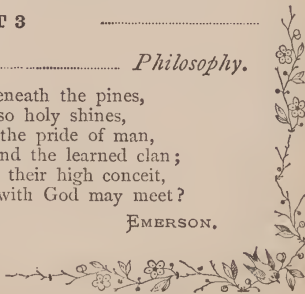 T 3
Philosophy.
eneath the pines,
so holy shines,
the pride of man,
nd the learned clan;
their high conceit,
with God may meet?
EMERSON.